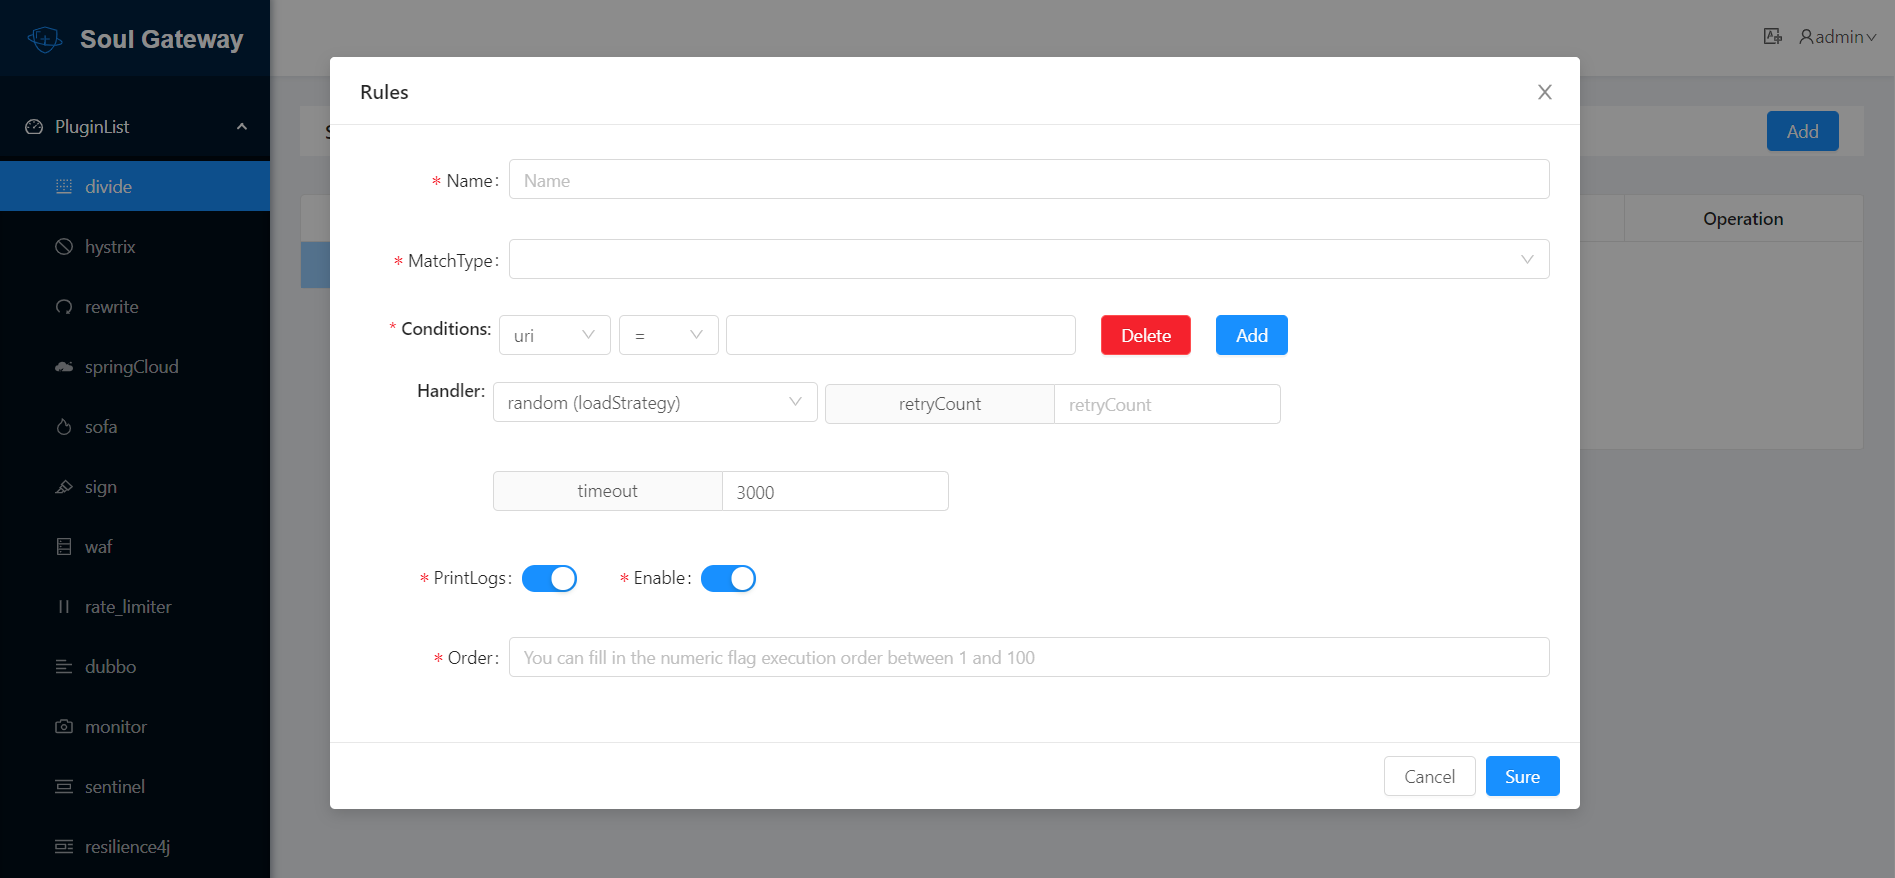 Soul Gateway
admin
Rules
PluginList
Add
divide
* Name:
Name
Operation
hystrix
* MatchType:
rewrite
* Conditions: uri = Delete Add
springCloud
Handler: random (loadStrategy) retryCount retryCount
sofa
sign
timeout 3000
waf
* PrintLogs: * Enable:
rate_limiter
* Order: You can fill in the numeric flag execution order between 1 and 100
dubbo
monitor
Cancel Sure
sentinel
resilience4j